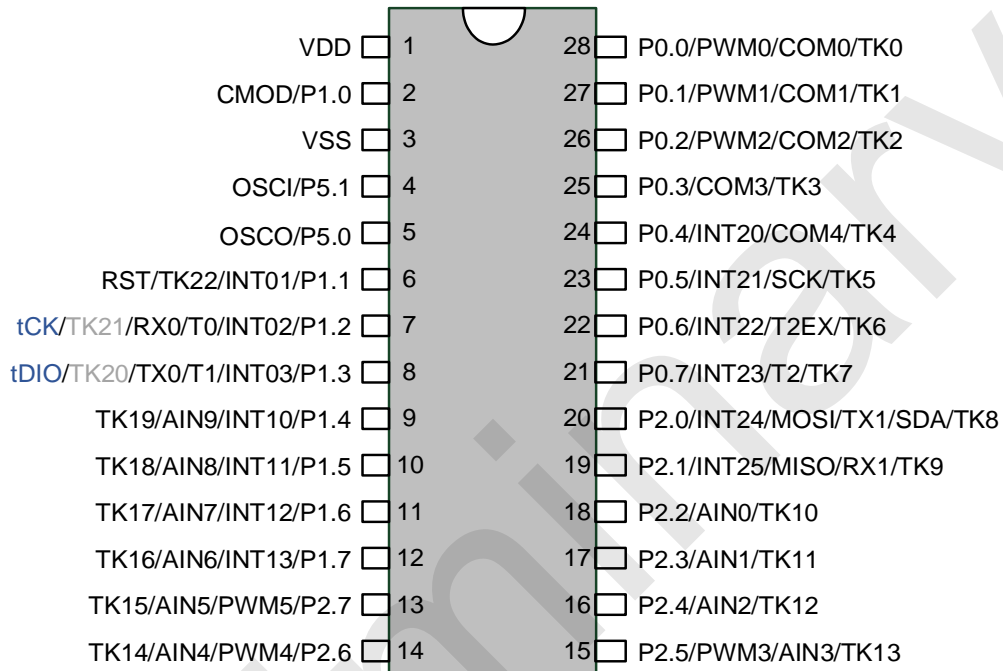 VDD 1 28 P0.0/PWM0/COM0/TK0
CMOD/P1.0 2 27 P0.1/PWM1/COM1/TK1
VSS 3 26 P0.2/PWM2/COM2/TK2
OSCI/P5.1 4 25 P0.3/COM3/TK3
OSCO/P5.0 5 24 P0.4/INT20/COM4/TK4
RST/TK22/INT01/P1.1 6 23 P0.5/INT21/SCK/TK5
tCK/TK21/RX0/T0/INT02/P1.2 7 22 P0.6/INT22/T2EX/TK6
tDIO/TK20/TX0/T1/INT03/P1.3 8 21 P0.7/INT23/T2/TK7
TK19/AIN9/INT10/P1.4 9 20 P2.0/INT24/MOSI/TX1/SDA/TK8
TK18/AIN8/INT11/P1.5 10 19 P2.1/INT25/MISO/RX1/TK9
TK17/AIN7/INT12/P1.6 11 18 P2.2/AIN0/TK10
TK16/AIN6/INT13/P1.7 12 17 P2.3/AIN1/TK11
TK15/AIN5/PWM5/P2.7 13 16 P2.4/AIN2/TK12
TK14/AIN4/PWM4/P2.6 14 15 P2.5/PWM3/AIN3/TK13